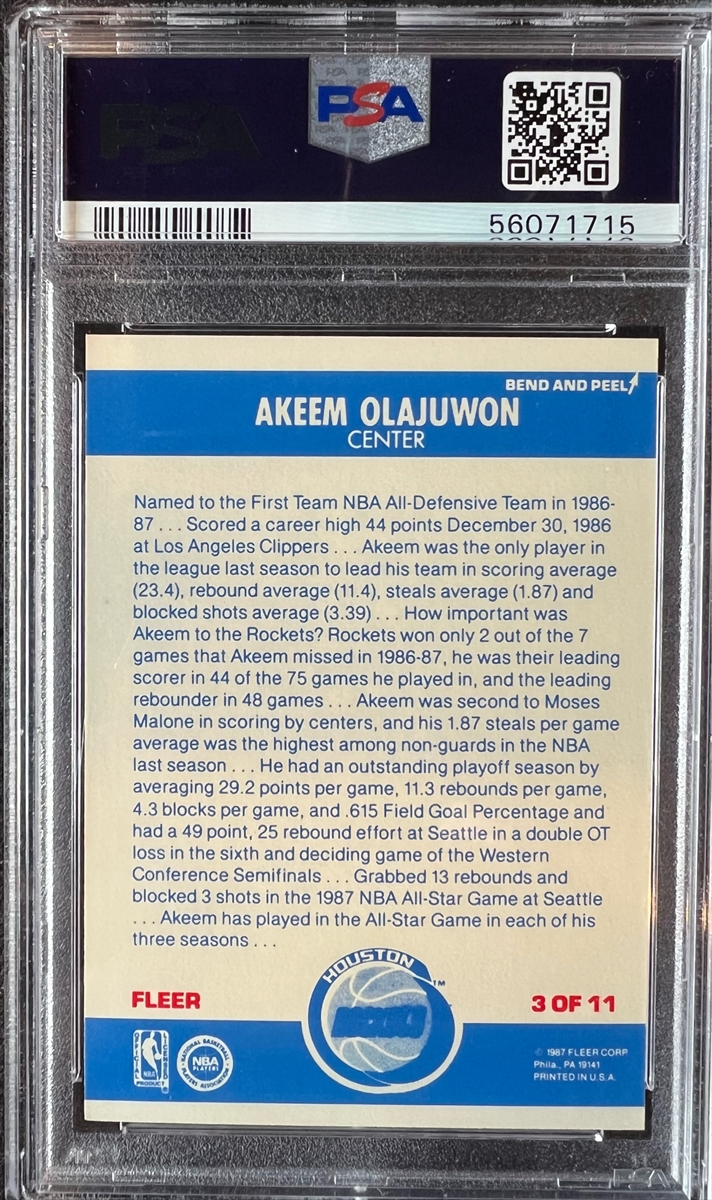 PSA
56071715
BEND AND PEEL
AKEEM OLAJUWON
CENTER
Named to the First Team NBA All-Defensive Team in 1986-
87 . . . Scored a career high 44 points December 30, 1986
at Los Angeles Clippers . . . Akeem was the only player in
the league last season to lead his team in scoring average
(23.4), rebound average (11.4), steals average (1.87) and
blocked shots average (3.39) . . . How important was
Akeem to the Rockets? Rockets won only 2 out of the 7
games that Akeem missed in 1986-87, he was their leading
scorer in 44 of the 75 games he played in, and the leading
rebounder in 48 games . . . Akeem was second to Moses
Malone in scoring by centers, and his 1.87 steals per game
average was the highest among non-guards in the NBA
last season . . . He had an outstanding playoff season by
averaging 29.2 points per game, 11.3 rebounds per game,
4.3 blocks per game, and .615 Field Goal Percentage and
had a 49 point, 25 rebound effort at Seattle in a double OT
loss in the sixth and deciding game of the Western
Conference Semifinals . . . Grabbed 13 rebounds and
blocked 3 shots in the 1987 NBA All-Star Game at Seattle
. . . Akeem has played in the All-Star Game in each of his
three seasons . . .
HOUSTON
TM
FLEER
3 OF 11
OFFICIAL LICENSED
NBA
PRODUCT
NATIONAL BASKETBALL
NBA
PLAYERS
PLAYERS ASSOCIATION
© 1987 FLEER CORP.
Phila., PA 19141
PRINTED IN U.S.A.